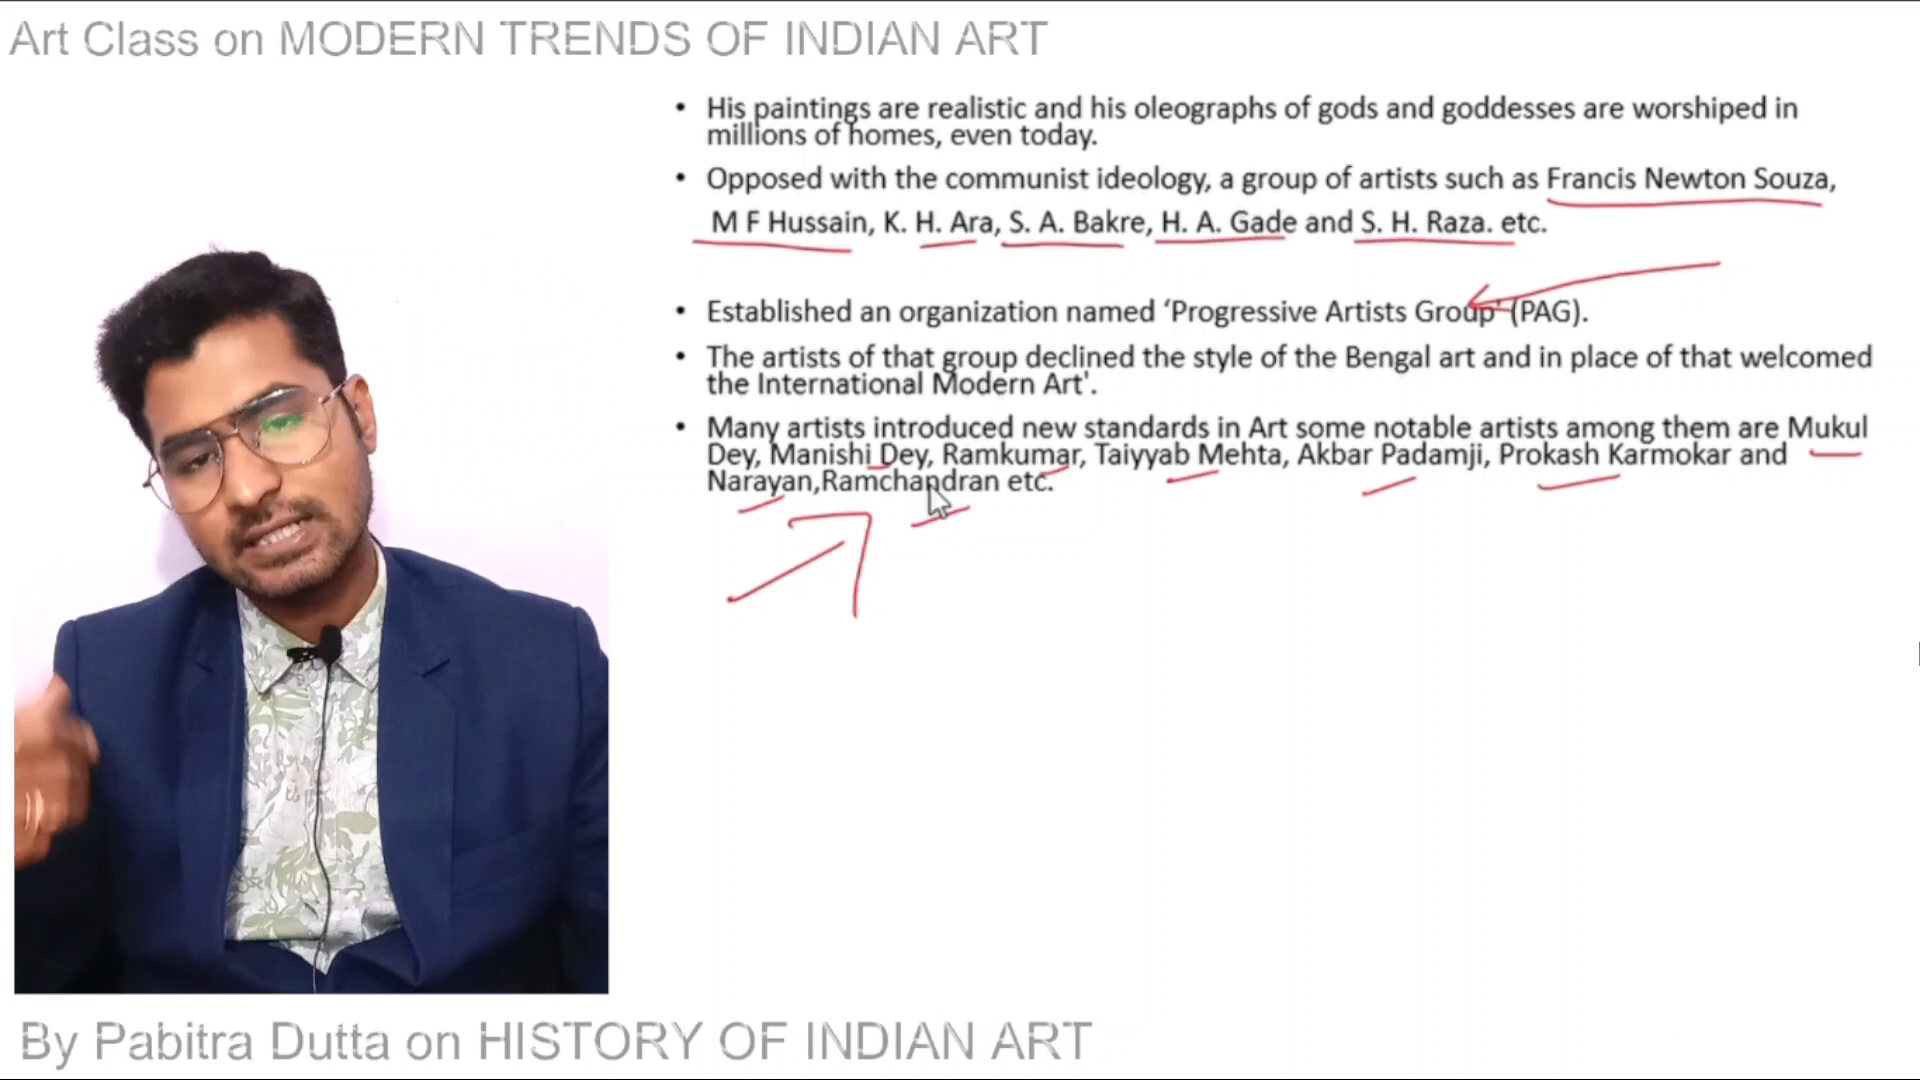 Art Class on MODERN TRENDS OF INDIAN ART
• His paintings are realistic and his oleographs of gods and goddesses are worshiped in
millions of homes, even today.
• Opposed with the communist ideology, a group of artists such as Francis Newton Souza,
M F Hussain, K. H. Ara, S. A. Bakre, H. A. Gade and S. H. Raza. etc.
• Established an organization named ‘Progressive Artists Group' (PAG).
• The artists of that group declined the style of the Bengal art and in place of that welcomed
the International Modern Art'.
• Many artists introduced new standards in Art some notable artists among them are Mukul
Dey, Manishi Dey, Ramkumar, Taiyyab Mehta, Akbar Padamji, Prokash Karmokar and
Narayan,Ramchandran etc.
By Pabitra Dutta on HISTORY OF INDIAN ART